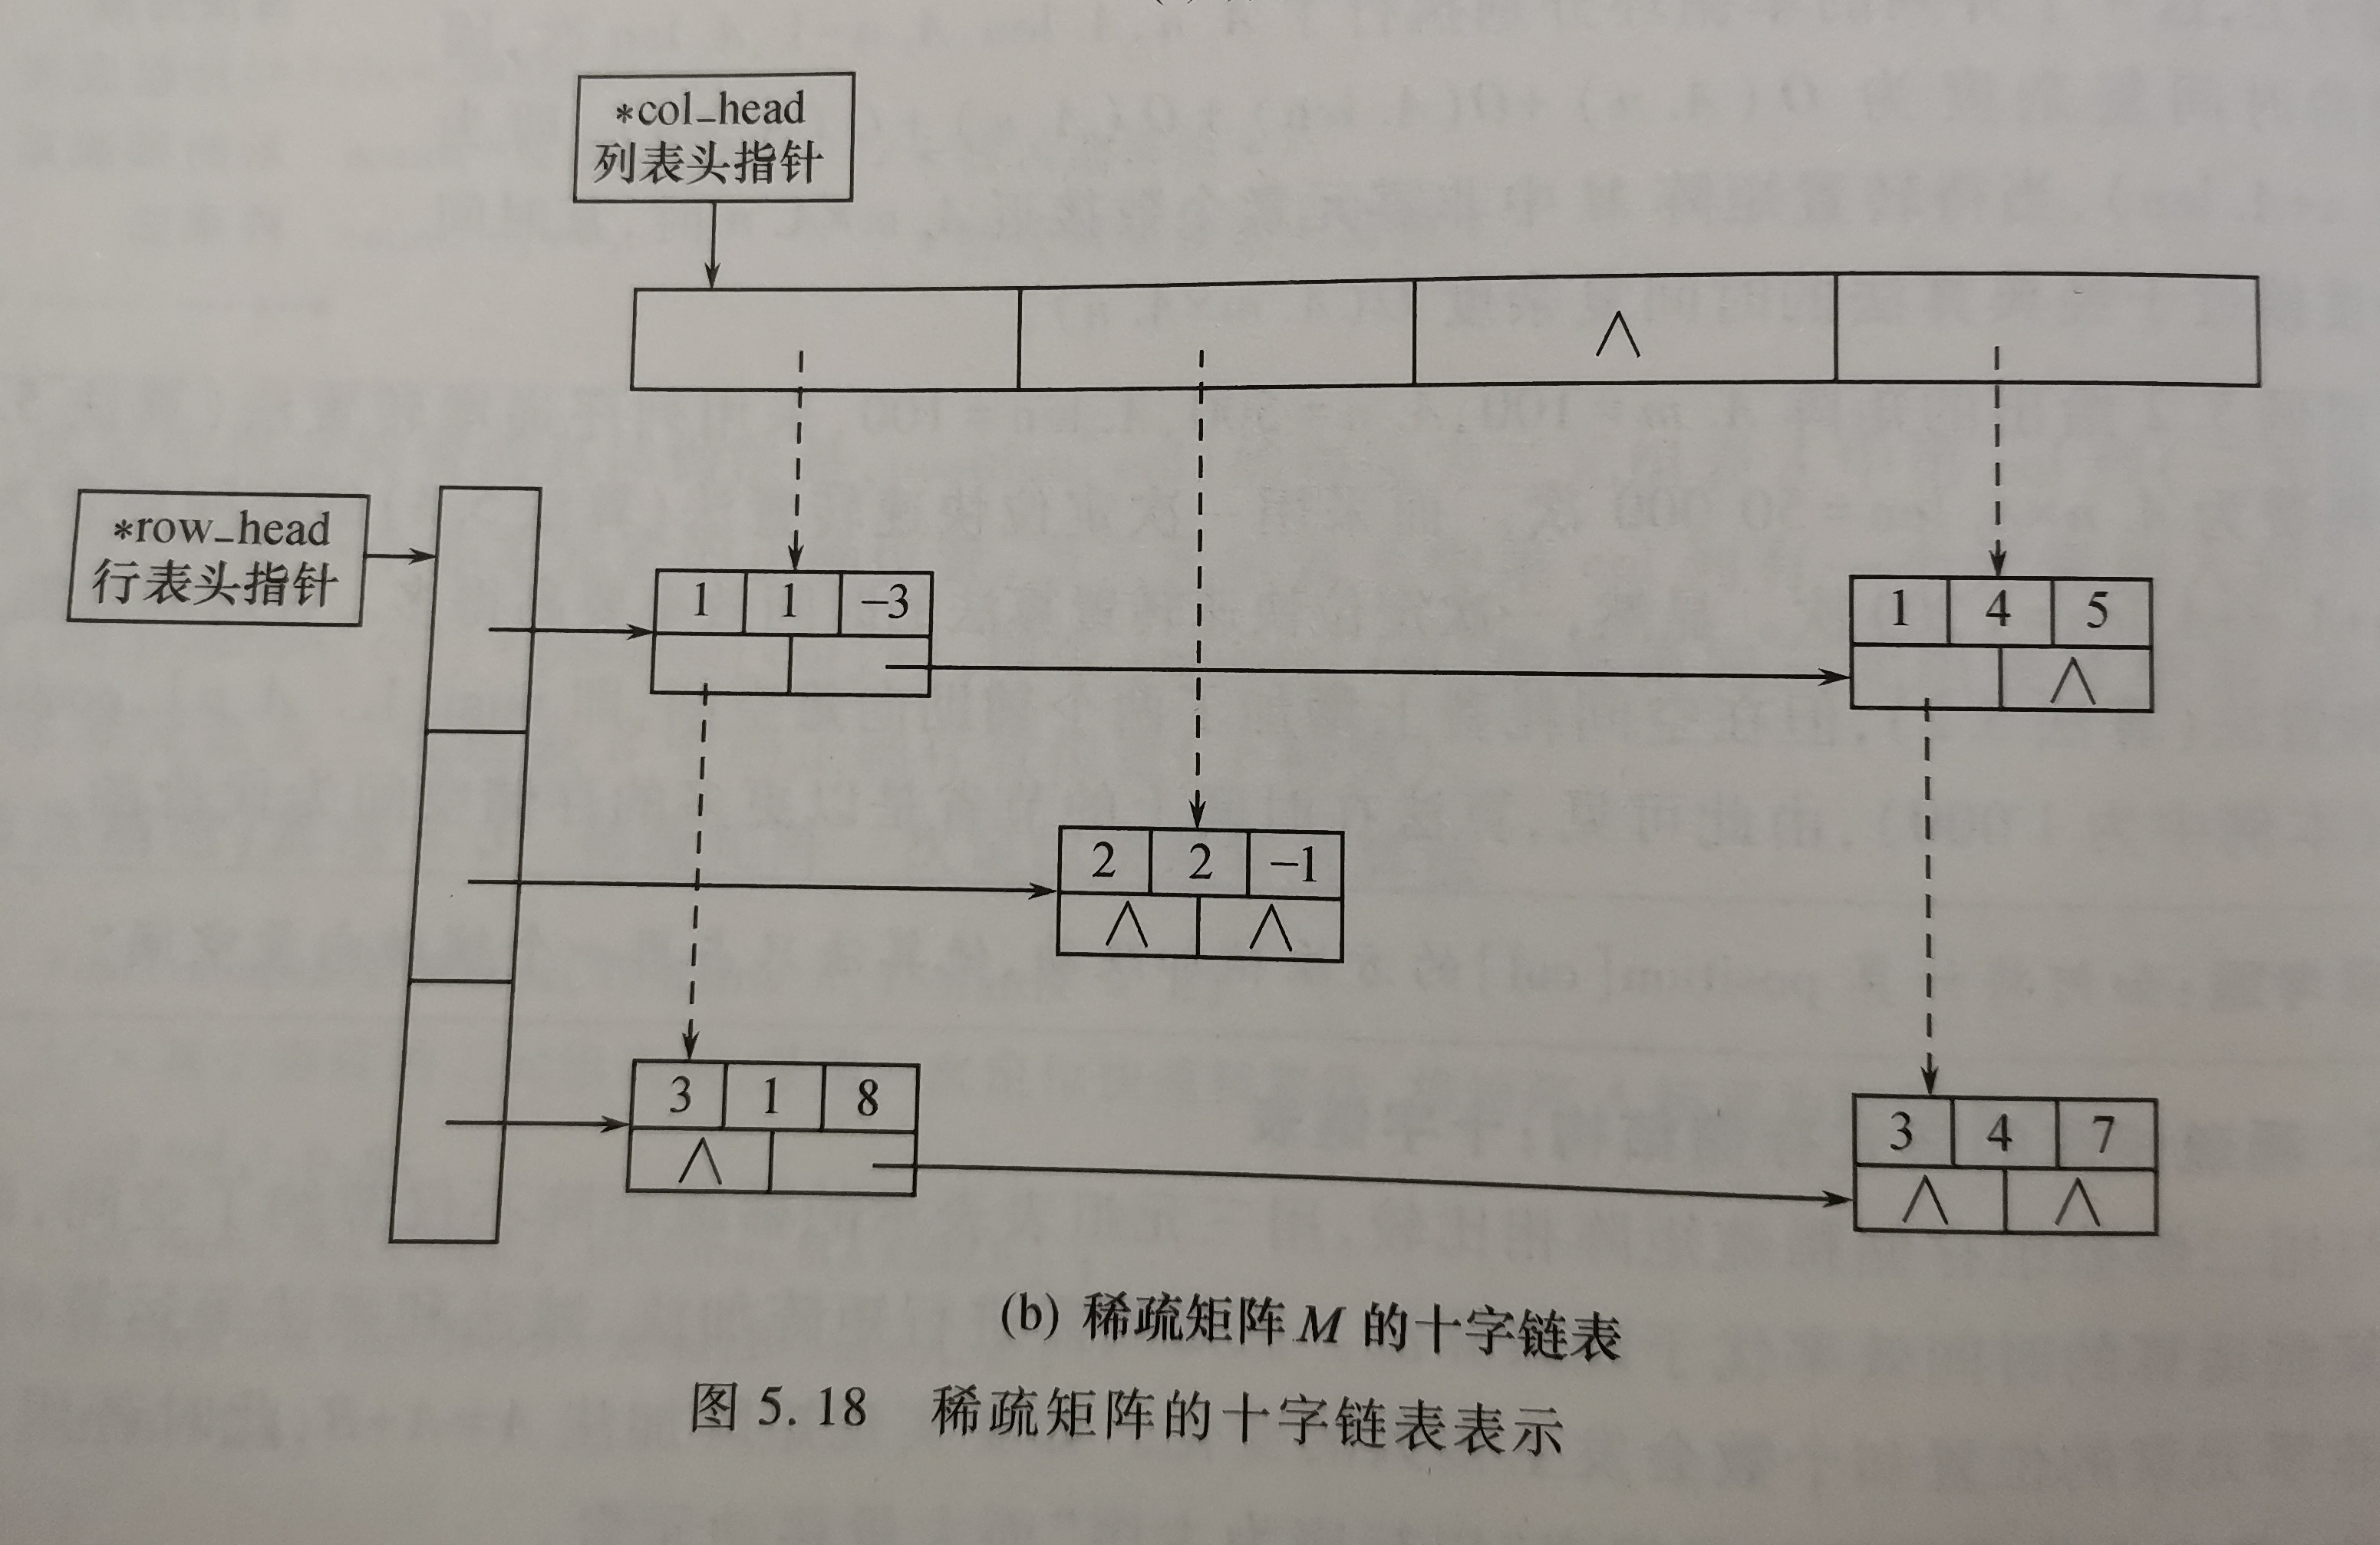 *col_head
列表头指针
∧
*row_head
行表头指针
1 1 -3
1 4 5
∧
2 2 -1
∧ ∧
3 1 8
∧
3 4 7
∧ ∧
(b) 稀疏矩阵M的十字链表
图 5.18 稀疏矩阵的十字链表表示